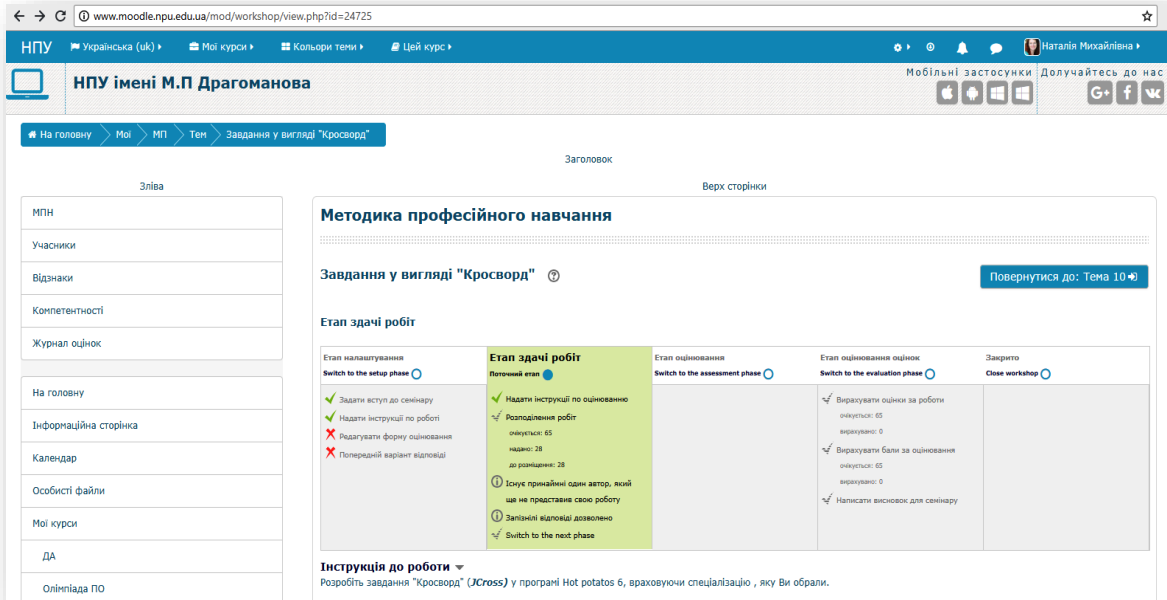 www.moodle.npu.edu.ua/mod/workshop/view.php?id=24725
НПУ Українська (uk) Мої курси Кольори теми Цей курс Наталія Михайлівна
НПУ імені М.П Драгоманова
Мобільні застосунки Долучайтесь до нас
На головну Мої МП Тем Завдання у вигляді "Кросворд"
Заголовок
Зліва
Верх сторінки
МПН
Учасники
Відзнаки
Компетентності
Журнал оцінок
На головну
Інформаційна сторінка
Календар
Особисті файли
Мої курси
ДА
Олімпіада ПО
Методика професійного навчання
Завдання у вигляді "Кросворд"
Повернутися до: Тема 10
Етап здачі робіт
Етап налаштування
Switch to the setup phase
Задати вступ до семінару
Надати інструкції по роботі
Редагувати форму оцінювання
Попередній варіант відповіді
Етап здачі робіт
Поточний етап
Надати інструкції по оцінюванню
Розподілення робіт
очікується: 65
надано: 28
до розміщення: 28
Існує принаймні один автор, який
ще не представив свою роботу
Запізнілі відповіді дозволено
Switch to the next phase
Етап оцінювання
Switch to the assessment phase
Етап оцінювання оцінок
Switch to the evaluation phase
Вирахувати оцінки за роботи
очікується: 65
вирахувано: 0
Вирахувати бали за оцінювання
очікується: 65
вирахувано: 0
Написати висновок для семінару
Закрито
Close workshop
Інструкція до роботи
Розробіть завдання "Кросворд" (JCross) у програмі Hot potatos 6, враховуючи спеціалізацію , яку Ви обрали.